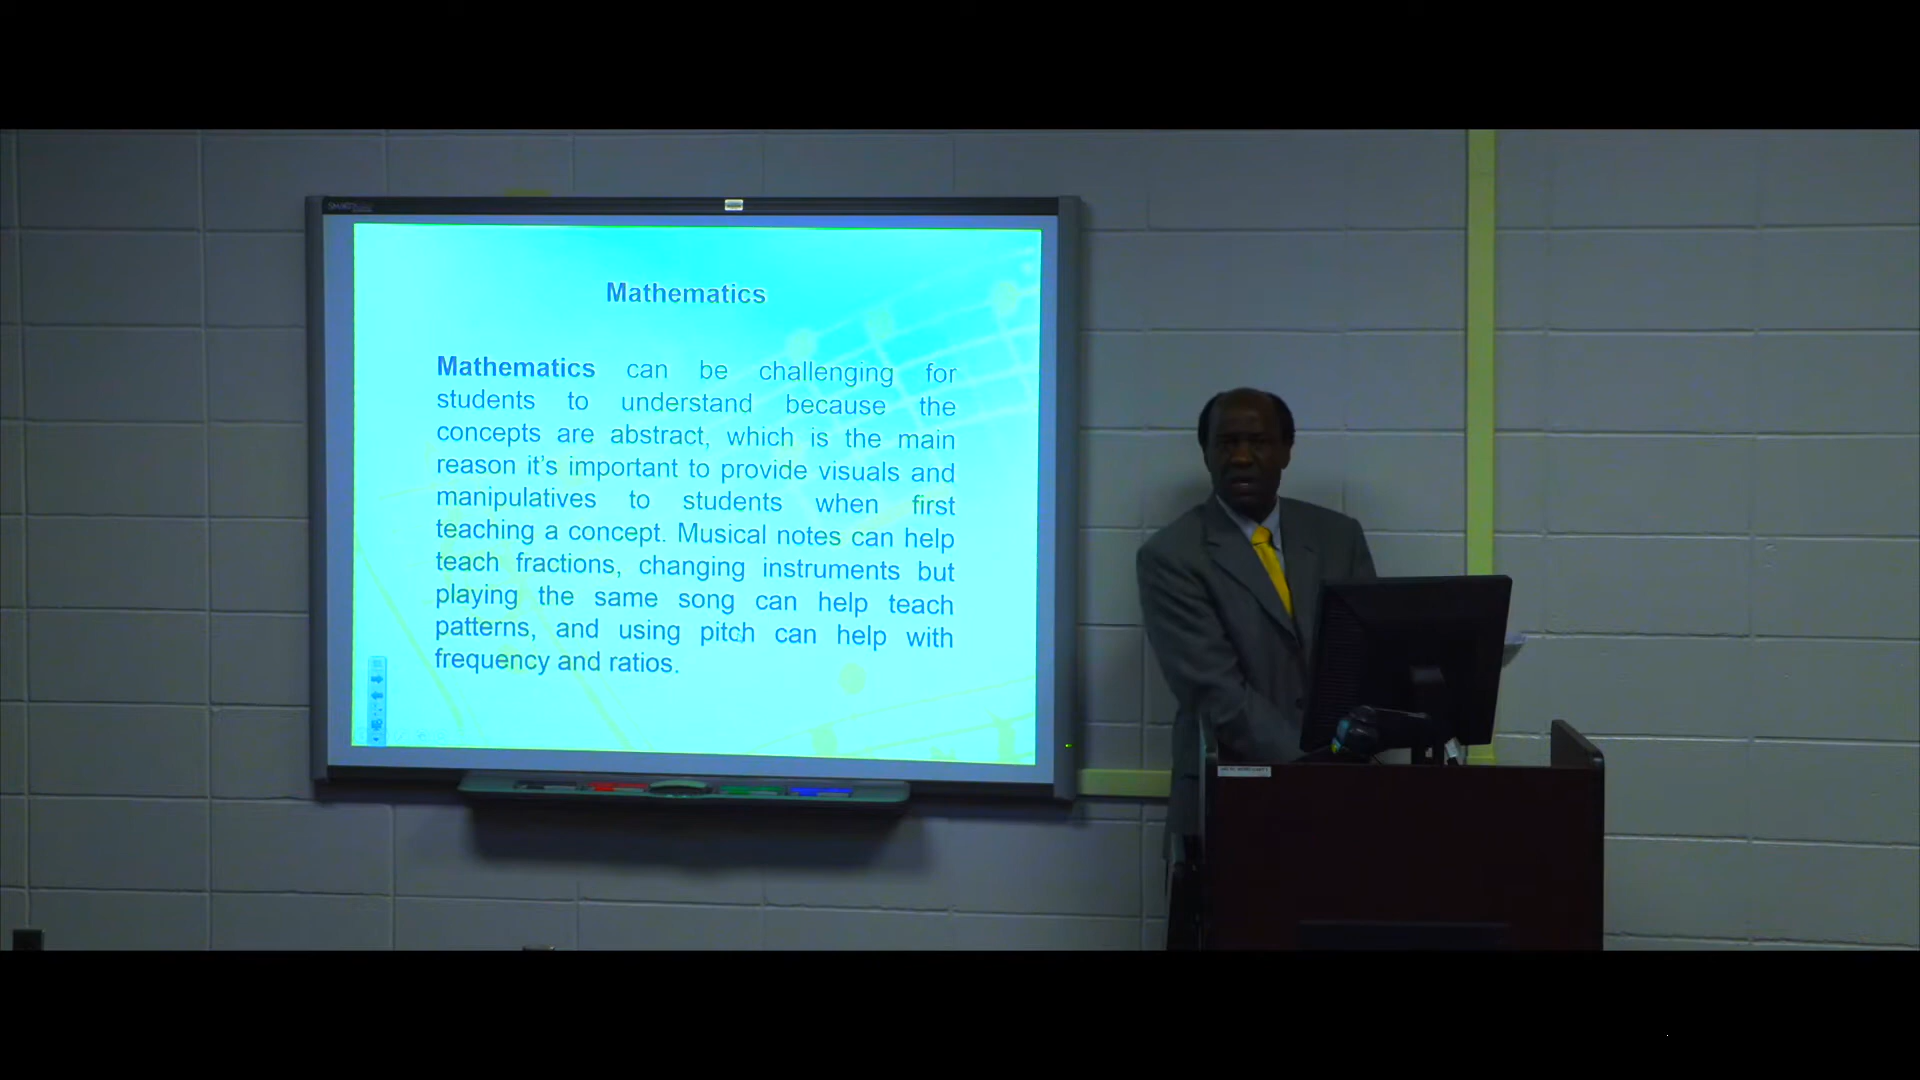 Mathematics
Mathematics can be challenging for
students to understand because the
concepts are abstract, which is the main
reason it's important to provide visuals and
manipulatives to students when first
teaching a concept. Musical notes can help
teach fractions, changing instruments but
playing the same song can help teach
patterns, and using pitch can help with
frequency and ratios.